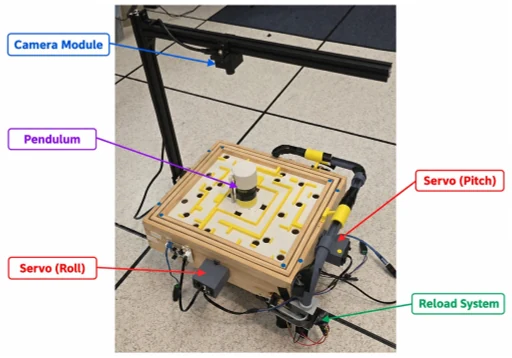 Camera Module
Pendulum
Servo (Pitch)
Servo (Roll)
Reload System